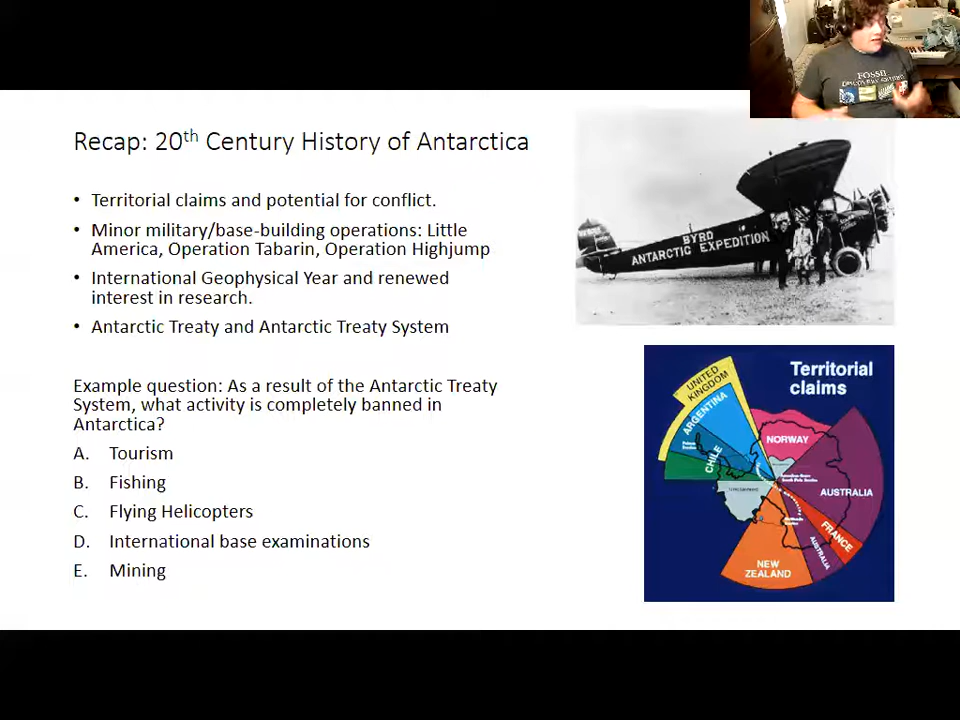 FOSSIL
Recap: 20th Century History of Antarctica
• Territorial claims and potential for conflict.
• Minor military/base-building operations: Little
America, Operation Tabarin, Operation Highjump
• International Geophysical Year and renewed
interest in research.
• Antarctic Treaty and Antarctic Treaty System
Example question: As a result of the Antarctic Treaty
System, what activity is completely banned in
Antarctica?
A. Tourism
B. Fishing
C. Flying Helicopters
D. International base examinations
E. Mining
BYRD
ANTARCTIC EXPEDITION
Territorial
claims
UNITED
KINGDOM
ARGENTINA
CHILE
NORWAY
AUSTRALIA
FRANCE
AUSTRALIA
NEW
ZEALAND